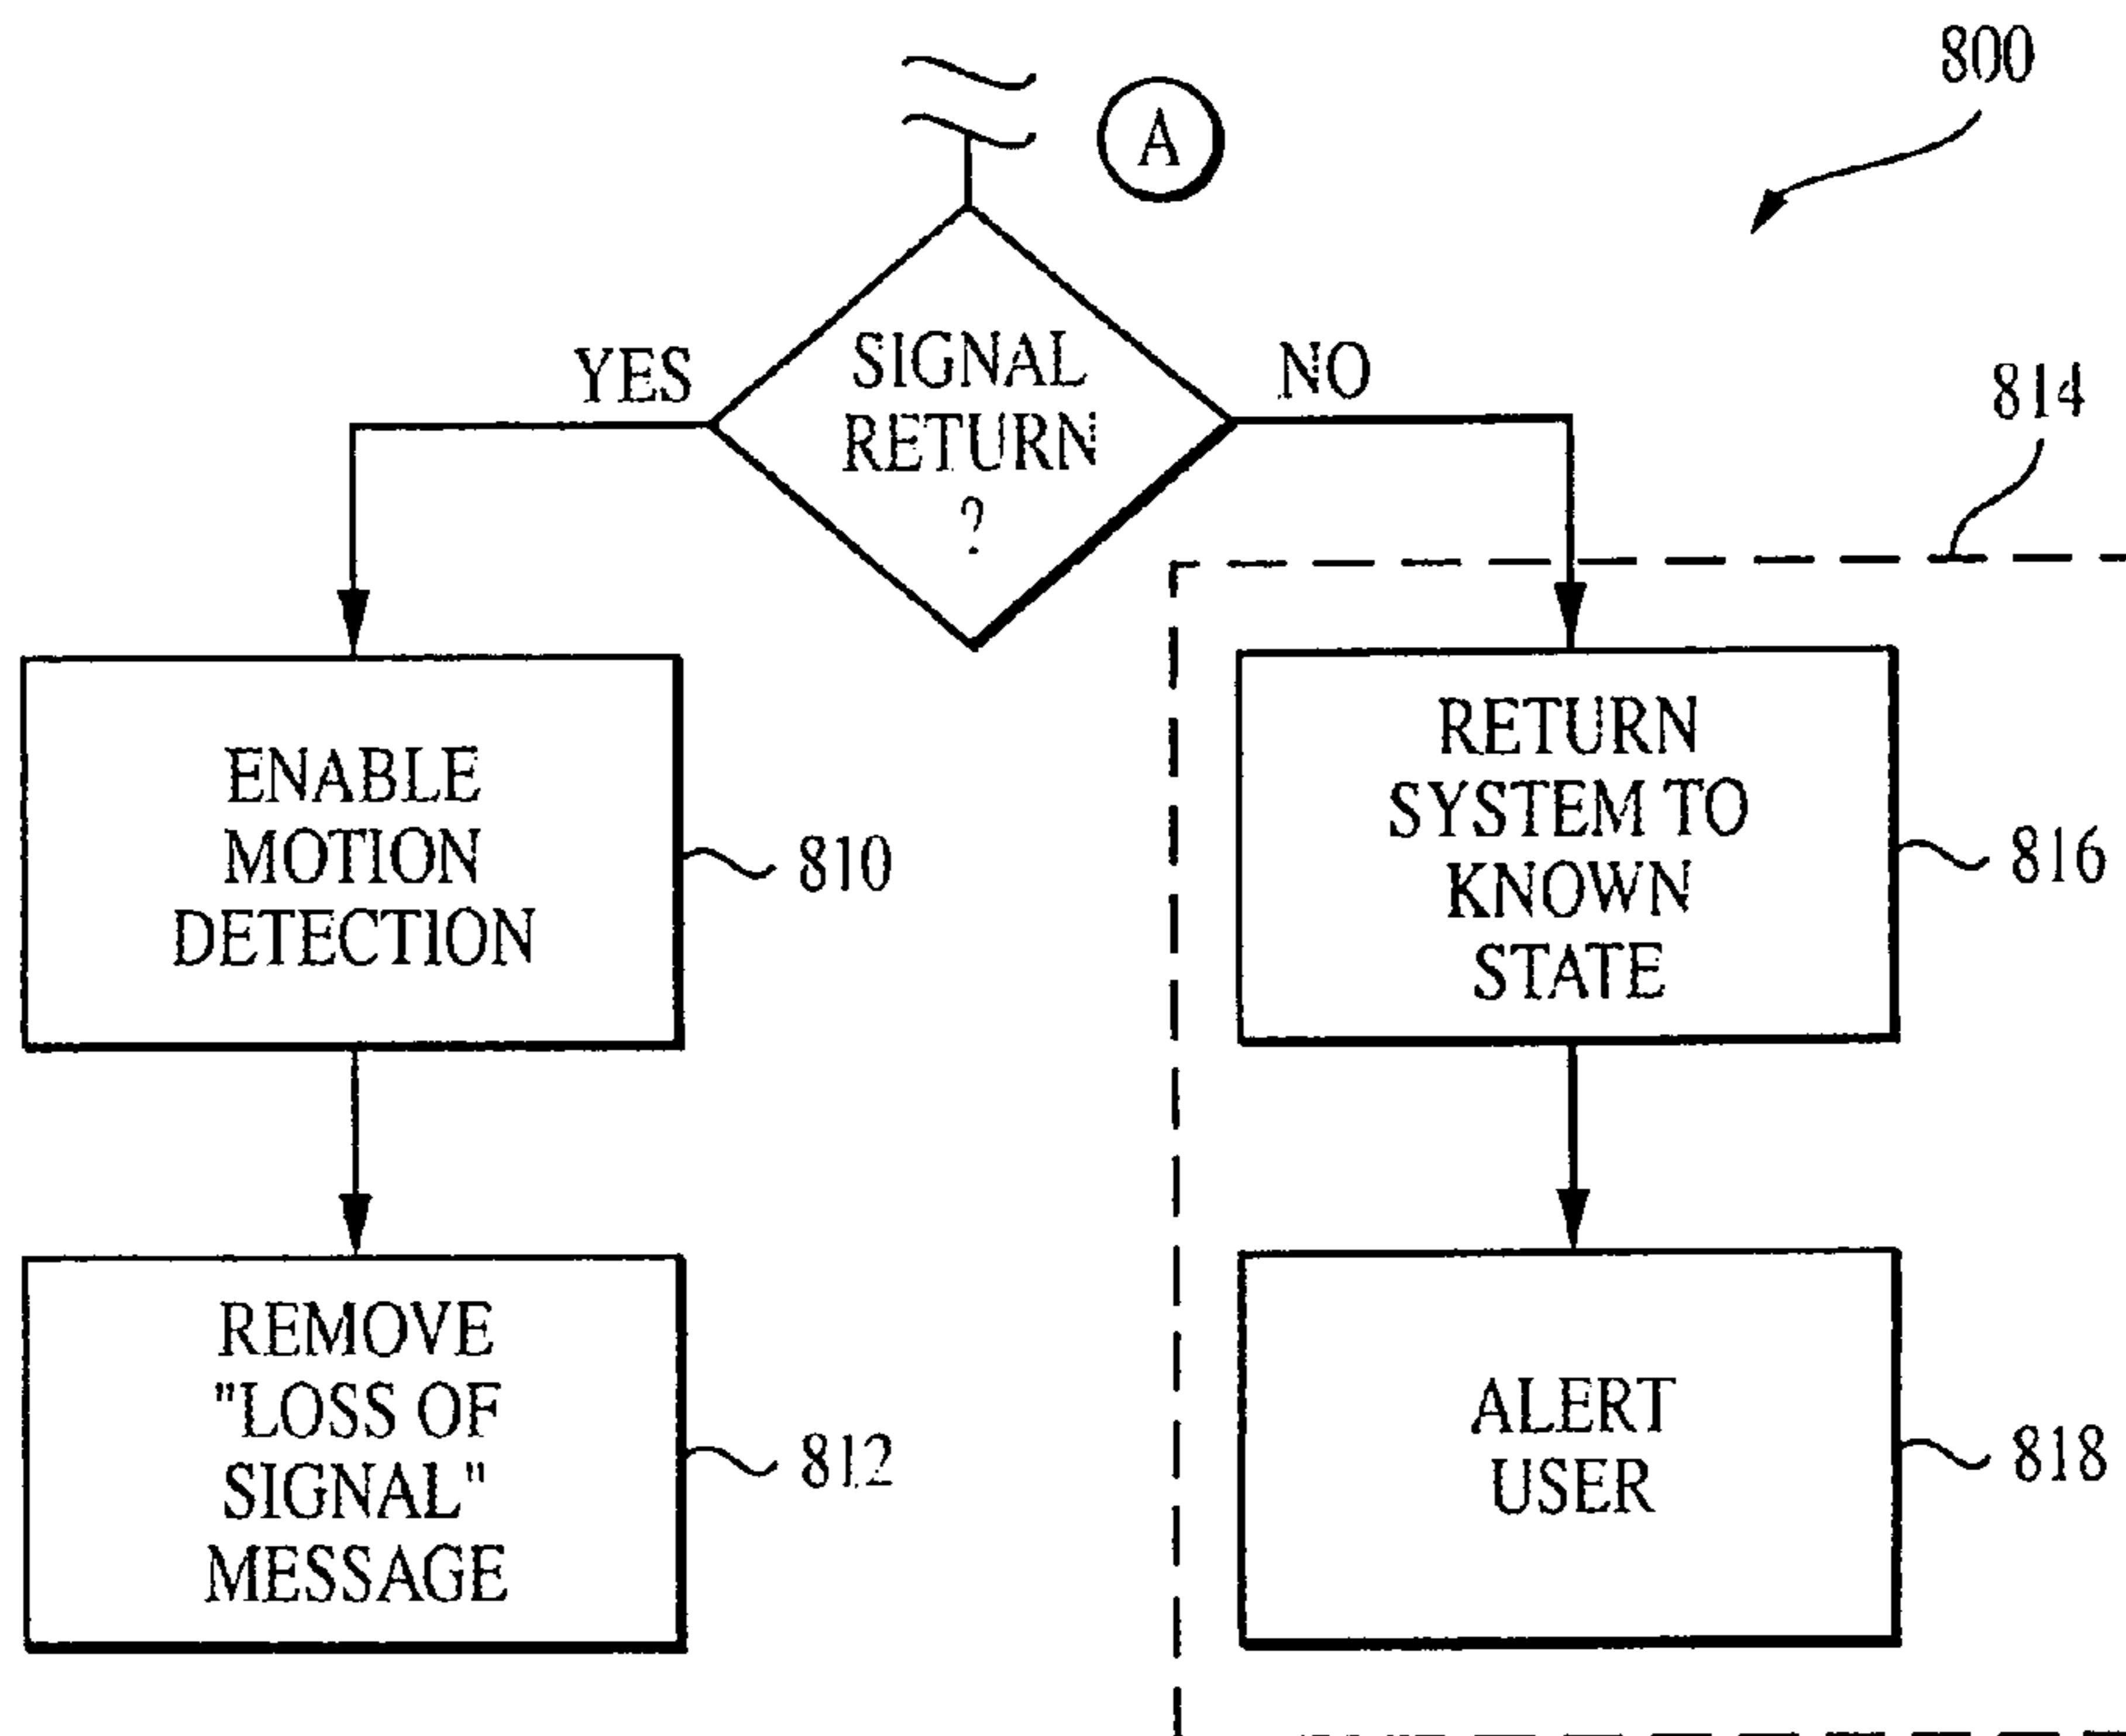 800
A
SIGNAL
RETURN
?
YES
NO
814
ENABLE
MOTION
DETECTION
810
RETURN
SYSTEM TO
KNOWN
STATE
816
REMOVE
"LOSS OF
SIGNAL"
MESSAGE
812
ALERT
USER
818